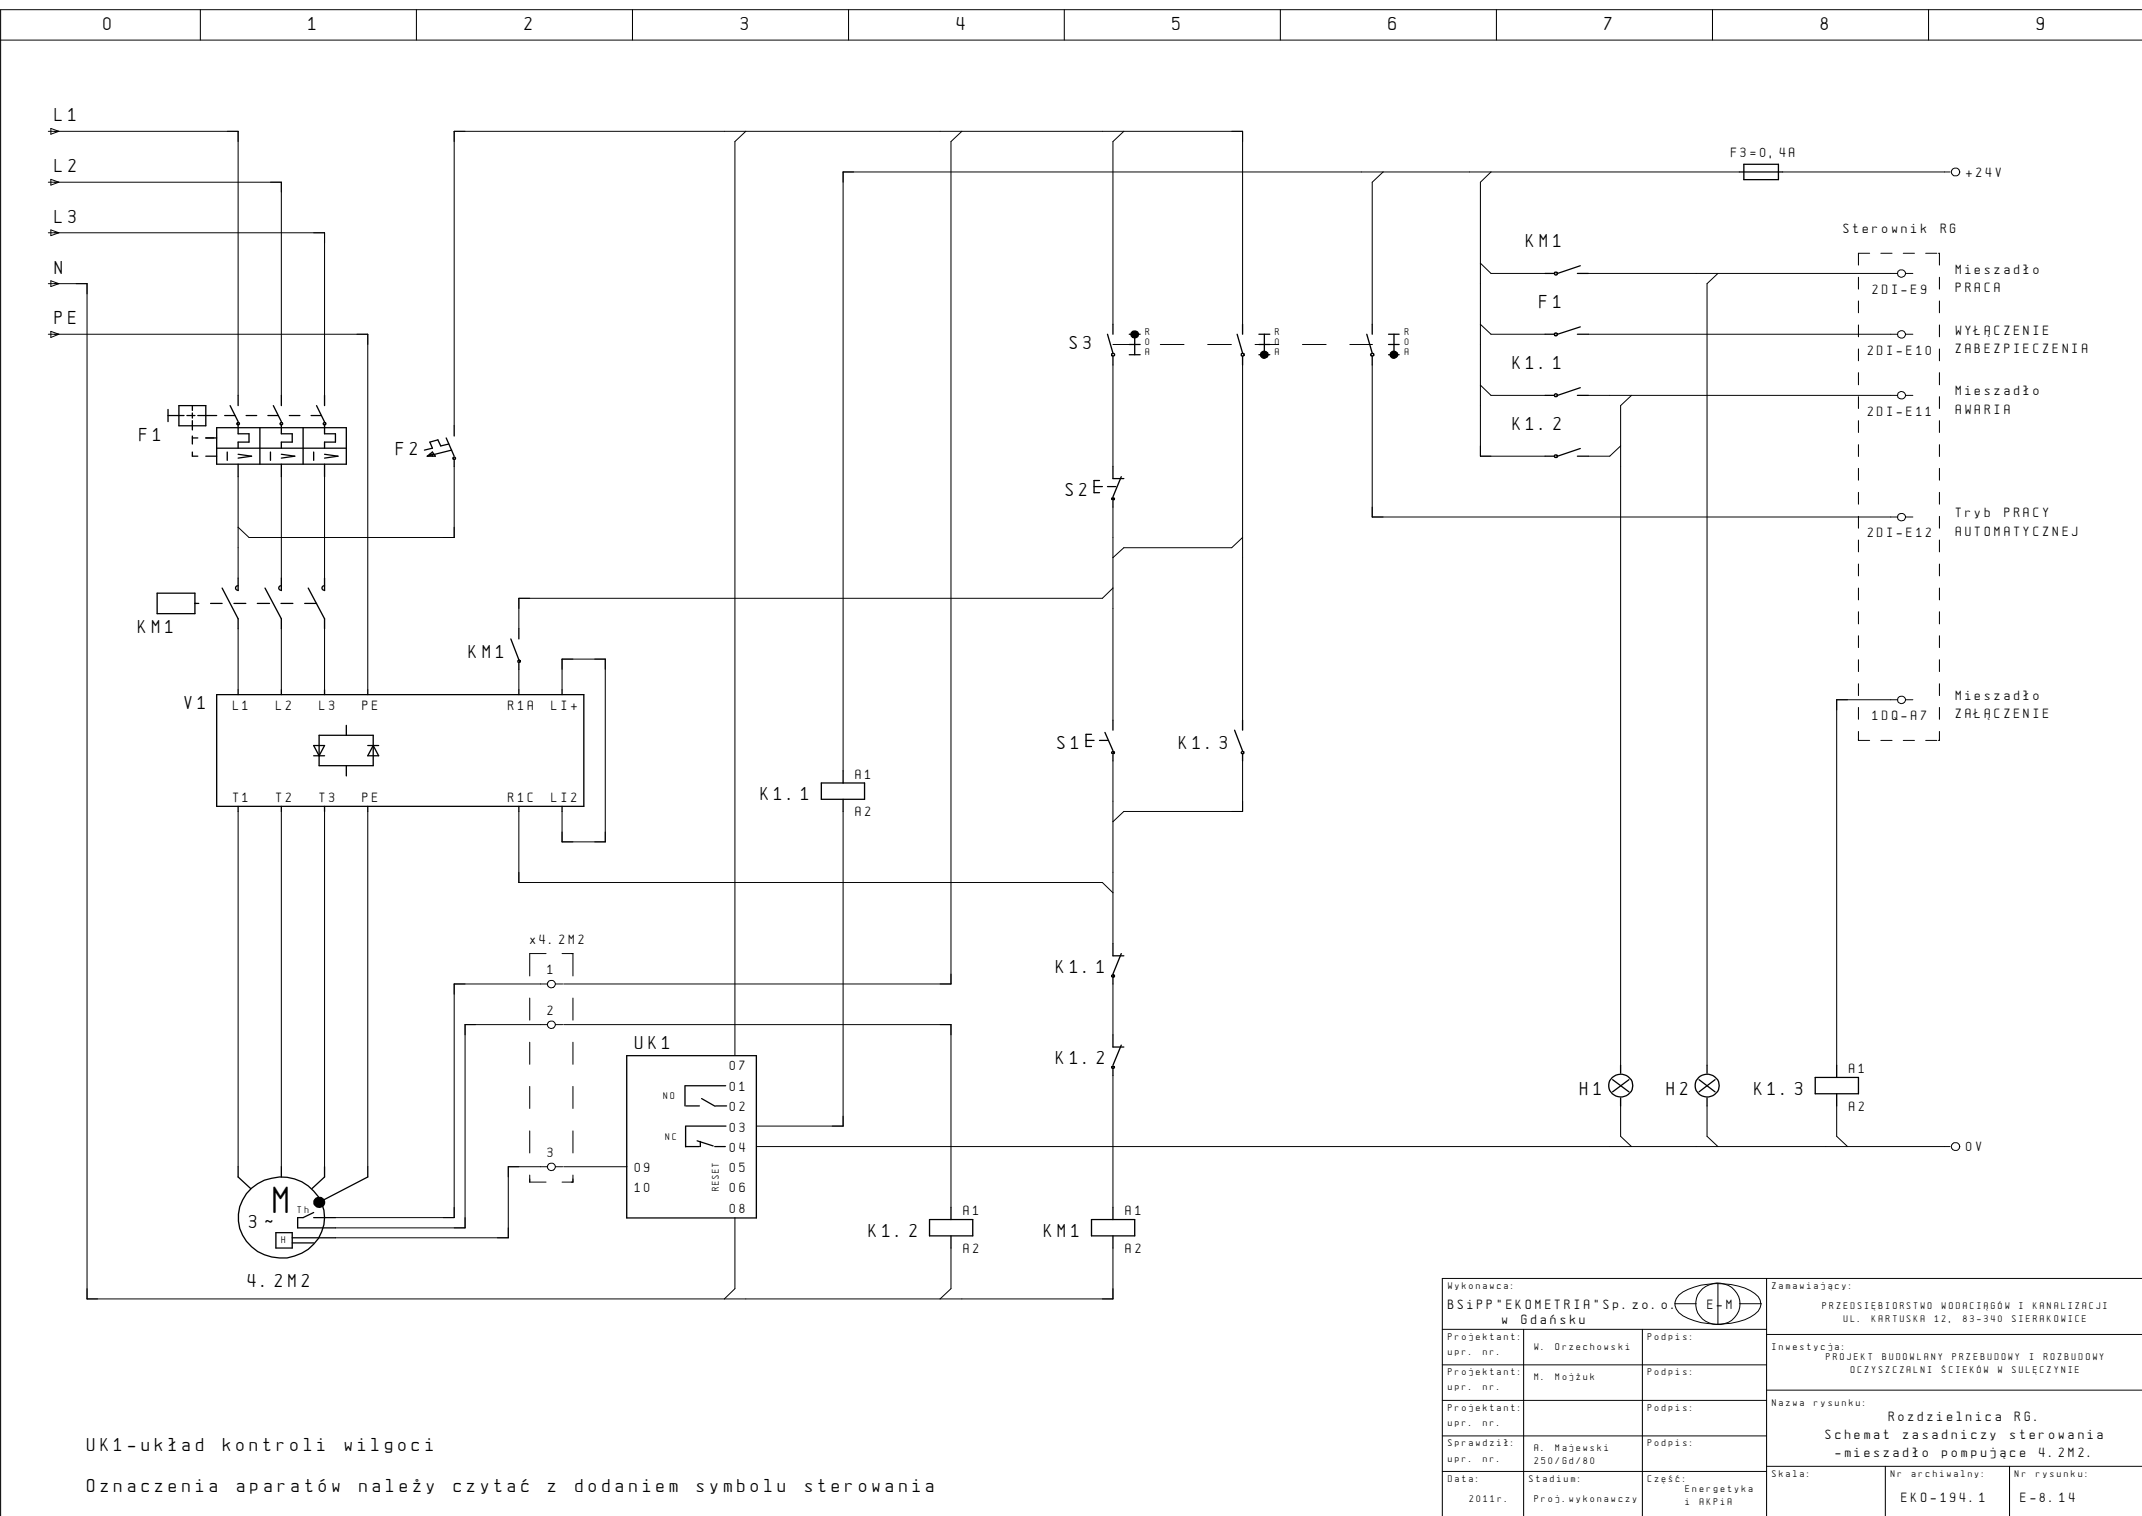 0 1 2 3 4 5 6 7 8 9
L1
L2
L3
N
PE
F3=0,4A
+24V
Sterownik RG
KM1
2DI-E9
Mieszadło
PRACA
F1
2DI-E10
WYŁĄCZENIE
ZABEZPIECZENIA
K1.1
2DI-E11
Mieszadło
AWARIA
K1.2
2DI-E12
Tryb PRACY
AUTOMATYCZNEJ
1DQ-A7
Mieszadło
ZAŁĄCZENIE
S3
R
0
A
R
0
A
R
0
A
F1
I > I > I >
F2
S2
KM1
KM1
V1
L1 L2 L3 PE R1A LI+
T1 T2 T3 PE R1C LI2
S1
K1.3
K1.1
A1
A2
x4.2M2
1
2
3
K1.1
K1.2
UK1
07
01
NO
02
03
NC
04
09
05
10
06
RESET
08
M
3~
Th
H
4.2M2
K1.2
A1
A2
KM1
A1
A2
H1
H2
K1.3
A1
A2
0V
UK1-układ kontroli wilgoci
Oznaczenia aparatów należy czytać z dodaniem symbolu sterowania
Wykonawca:
BSiPP"EKOMETRIA"Sp.zo.o.
w Gdańsku
E-M
Zamawiający:
PRZEDSIĘBIORSTWO WODACIĄGÓW I KANALIZACJI
UL. KARTUSKA 12, 83-340 SIERAKOWICE
Projektant:
upr. nr.
W. Orzechowski
Podpis:
Inwestycja:
PROJEKT BUDOWLANY PRZEBUDOWY I ROZBUDOWY
OCZYSZCZALNI ŚCIEKÓW W SULĘCZYNIE
Projektant:
upr. nr.
M. Mojżuk
Podpis:
Projektant:
upr. nr.
Podpis:
Nazwa rysunku:
Rozdzielnica RG.
Schemat zasadniczy sterowania
-mieszadło pompujące 4.2M2.
Sprawdził:
upr. nr.
A. Majewski
250/Gd/80
Podpis:
Data:
2011r.
Stadium:
Proj.wykonawczy
Część:
Energetyka
i AKPiA
Skala:
Nr archiwalny:
EKO-194.1
Nr rysunku:
E-8.14